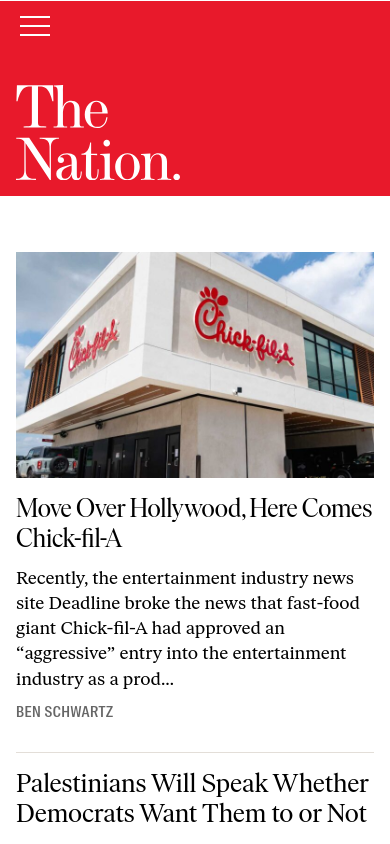 The
Nation.
Chick-fil-A
Chick-fil-A
Move Over Hollywood, Here Comes
Chick-fil-A
Recently, the entertainment industry news
site Deadline broke the news that fast-food
giant Chick-fil-A had approved an
“aggressive” entry into the entertainment
industry as a prod...
BEN SCHWARTZ
Palestinians Will Speak Whether
Democrats Want Them to or Not